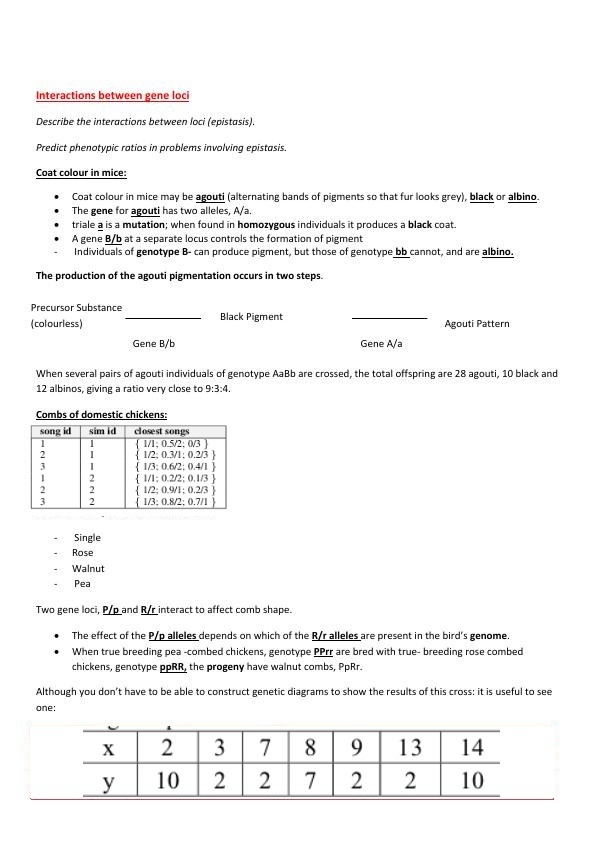 Interactions between gene loci
Describe the interactions between loci (epistasis).
Predict phenotypic ratios in problems involving epistasis.
Coat colour in mice:
• Coat colour in mice may be agouti (alternating bands of pigments so that fur looks grey), black or albino.
• The gene for agouti has two alleles, A/a.
• triale a is a mutation; when found in homozygous individuals it produces a black coat.
• A gene B/b at a separate locus controls the formation of pigment
- Individuals of genotype B- can produce pigment, but those of genotype bb cannot, and are albino.
The production of the agouti pigmentation occurs in two steps.
Precursor Substance
(colourless)
Black Pigment
Agouti Pattern
Gene B/b
Gene A/a
When several pairs of agouti individuals of genotype AaBb are crossed, the total offspring are 28 agouti, 10 black and
12 albinos, giving a ratio very close to 9:3:4.
Combs of domestic chickens:
song id sim id closest songs
1 1 { 1/1; 0.5/2; 0/3 }
2 1 { 1/2; 0.3/1; 0.2/3 }
3 1 { 1/3; 0.6/2; 0.4/1 }
1 2 { 1/1; 0.2/2; 0.1/3 }
2 2 { 1/2; 0.9/1; 0.2/3 }
3 2 { 1/3; 0.8/2; 0.7/1 }
- Single
- Rose
- Walnut
- Pea
Two gene loci, P/p and R/r interact to affect comb shape.
• The effect of the P/p alleles depends on which of the R/r alleles are present in the bird's genome.
• When true breeding pea -combed chickens, genotype PPrr are bred with true- breeding rose combed
chickens, genotype ppRR, the progeny have walnut combs, PpRr.
Although you don't have to be able to construct genetic diagrams to show the results of this cross: it is useful to see
one:
x 2 3 7 8 9 13 14
y 10 2 2 7 2 2 10